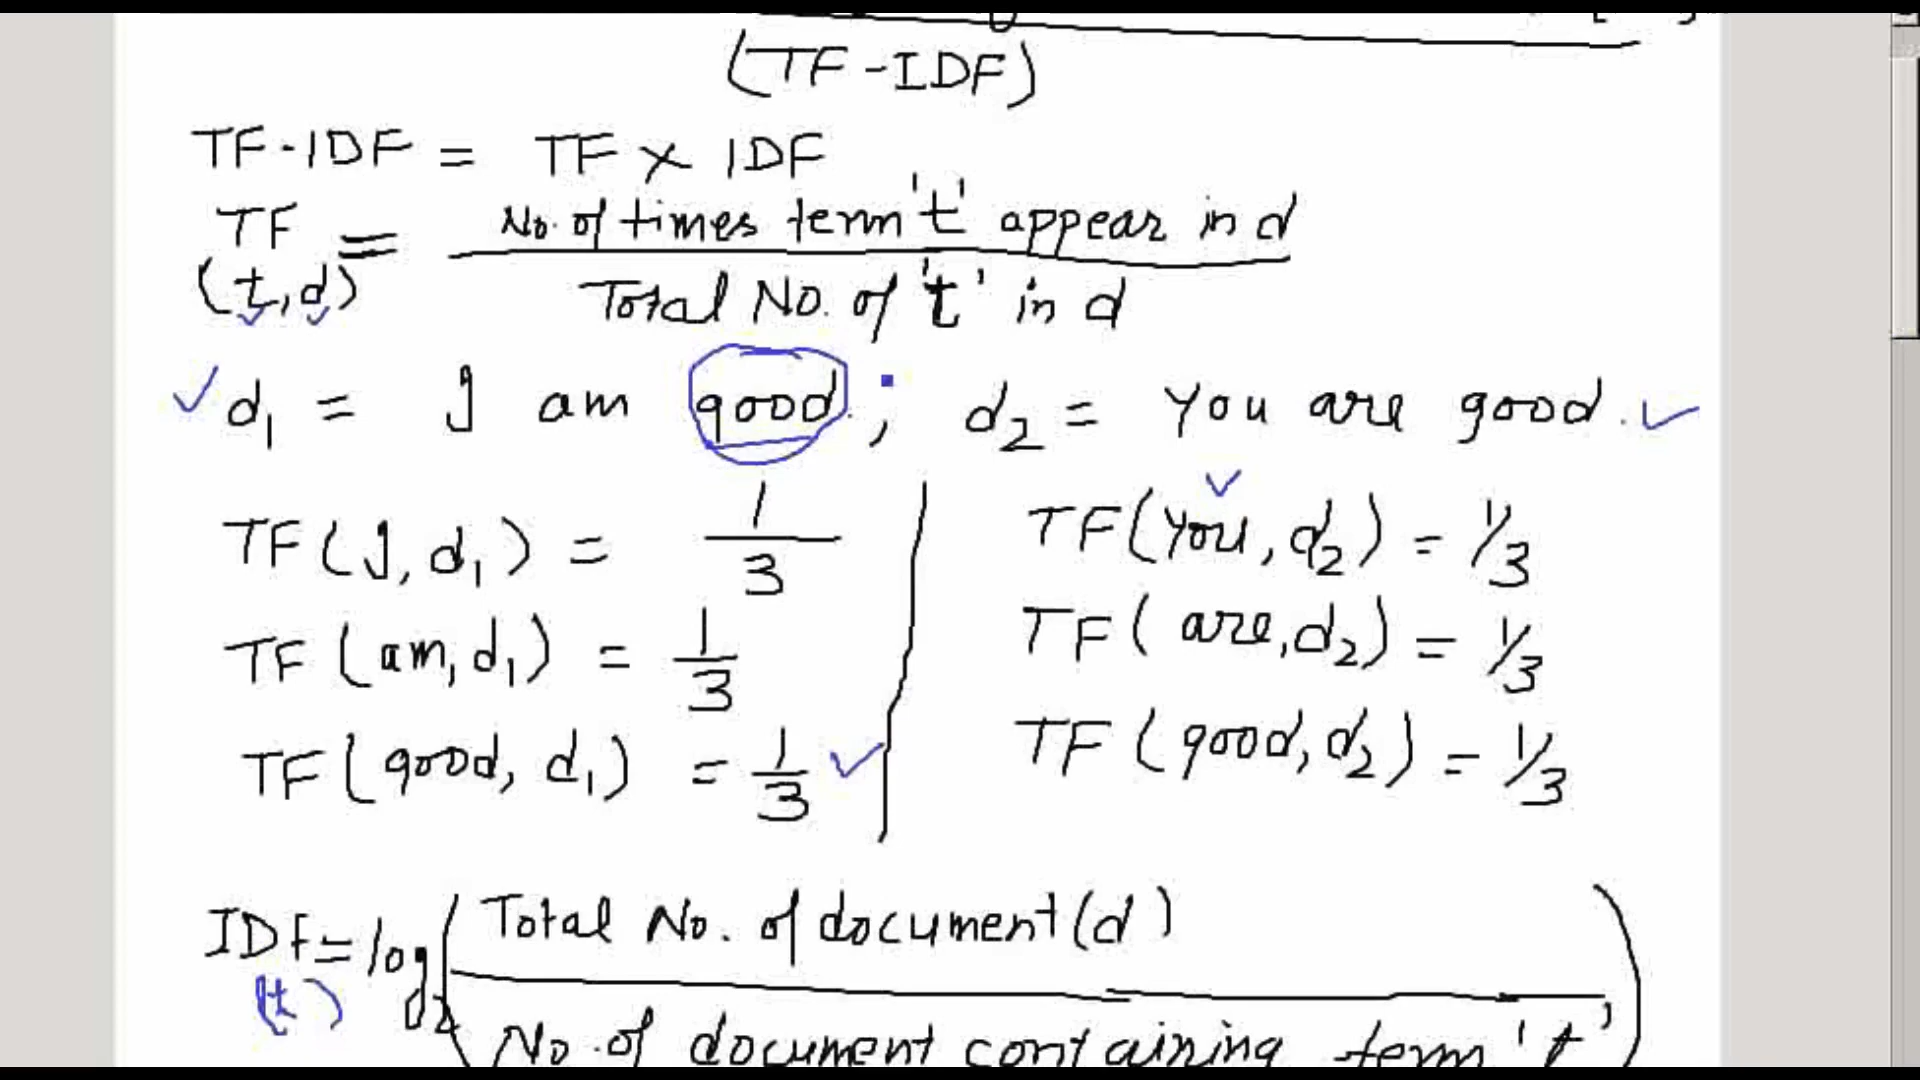 (TF-IDF)
TF-IDF = TF x IDF
TF (t,d) = No. of times term 't' appear in d
Total No. of 't' in d
d1 = I am good. ; d2 = You are good.
TF(I, d1) = 1/3
TF(am, d1) = 1/3
TF(good, d1) = 1/3
TF(You, d2) = 1/3
TF(are, d2) = 1/3
TF(good, d2) = 1/3
IDF (t) = log2( Total No. of document (d)
No. of document containing term 't' )